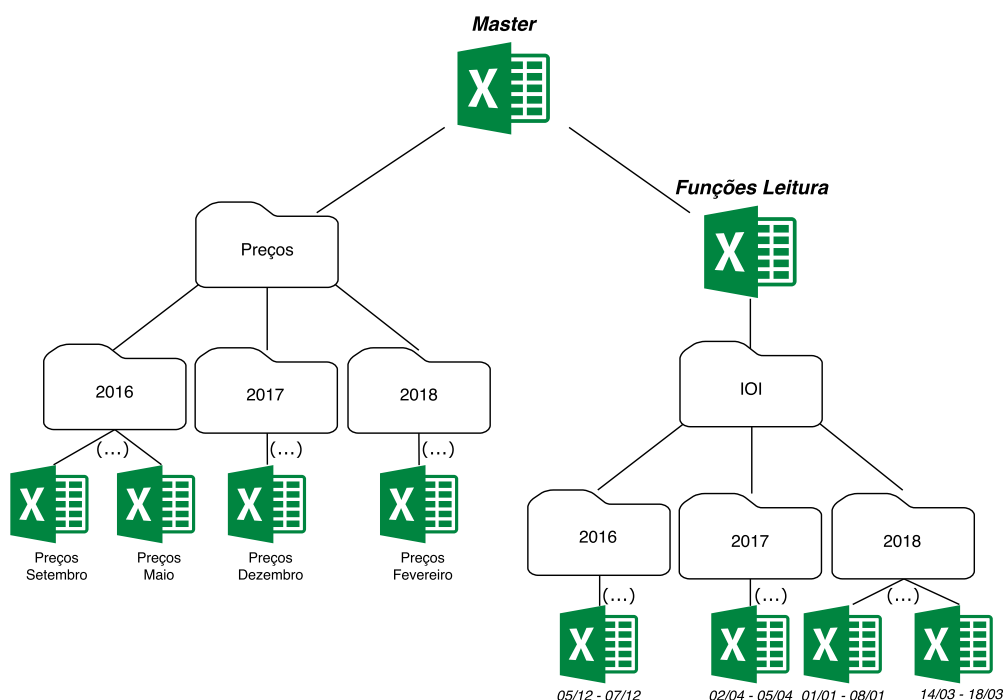 Master
Funções Leitura
Preços
2016
2017
2018
(...)
(...)
(...)
Preços
Setembro
Preços
Maio
Preços
Dezembro
Preços
Fevereiro
IOI
2016
2017
2018
(...)
(...)
(...)
05/12 - 07/12
02/04 - 05/04
01/01 - 08/01
14/03 - 18/03